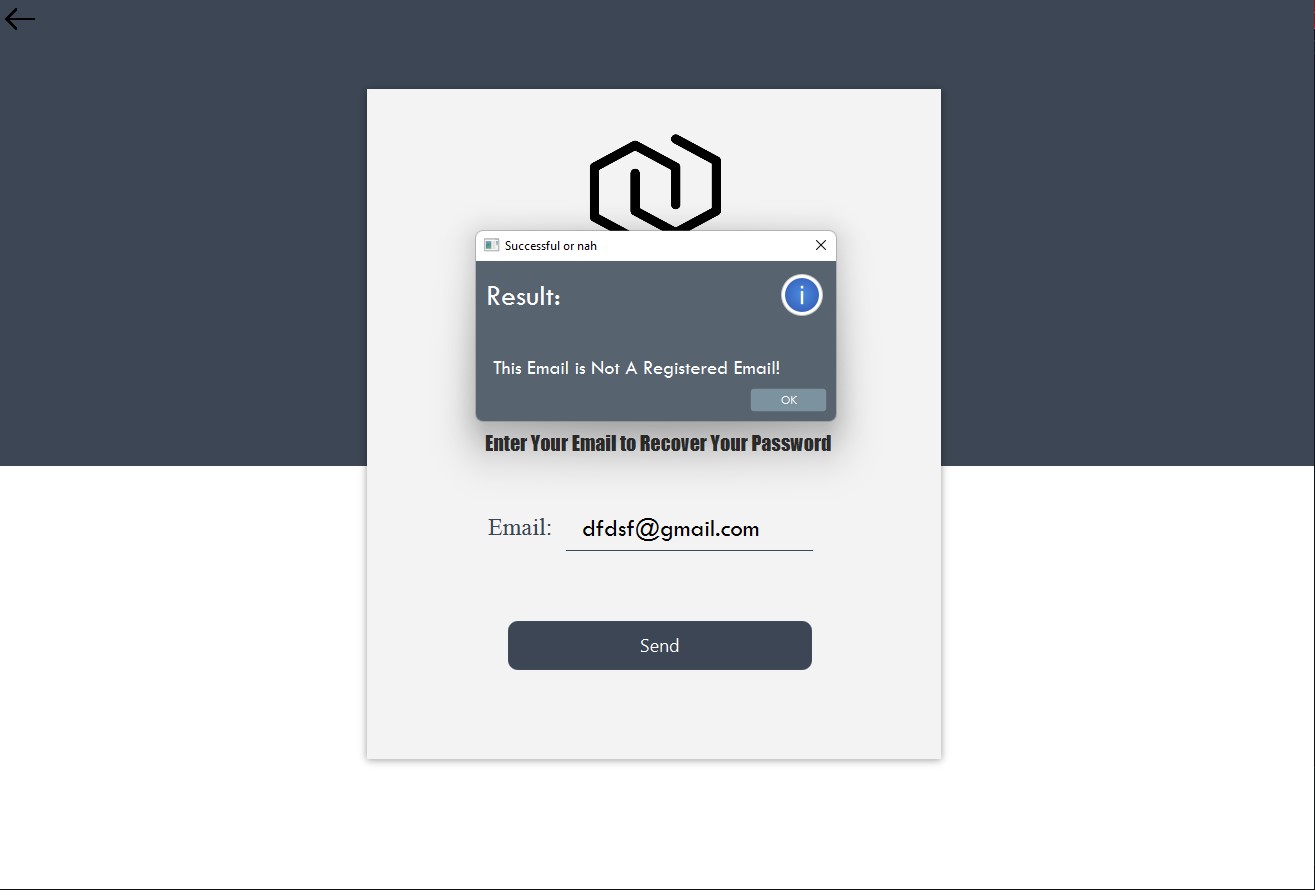 Successful or nah
Result:
i
This Email is Not A Registered Email!
OK
Enter Your Email to Recover Your Password
Email: dfdsf@gmail.com
Send